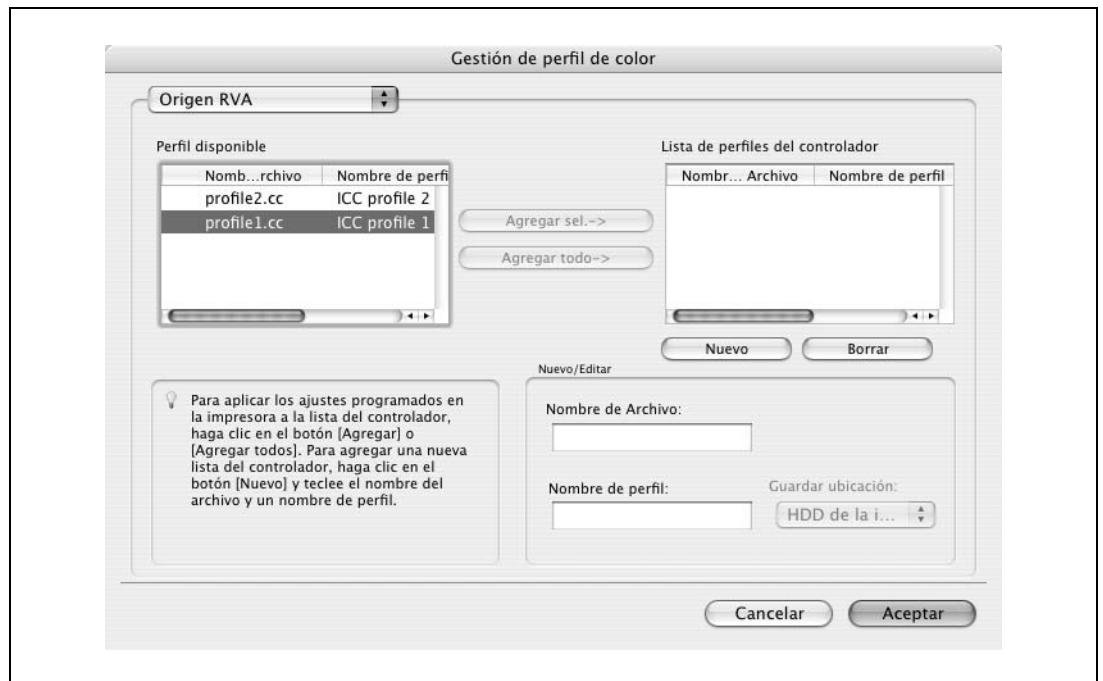 Gestión de perfil de color
Origen RVA
Perfil disponible
Nomb...rchivo Nombre de perfi
profile2.cc ICC profile 2
profile1.cc ICC profile 1
Agregar sel.->
Agregar todo->
Lista de perfiles del controlador
Nombr... Archivo Nombre de perfil
Nuevo Borrar
Para aplicar los ajustes programados en
la impresora a la lista del controlador,
haga clic en el botón [Agregar] o
[Agregar todos]. Para agregar una nueva
lista del controlador, haga clic en el
botón [Nuevo] y teclee el nombre del
archivo y un nombre de perfil.
Nuevo/Editar
Nombre de Archivo:
Nombre de perfil:
Guardar ubicación:
HDD de la i...
Cancelar Aceptar